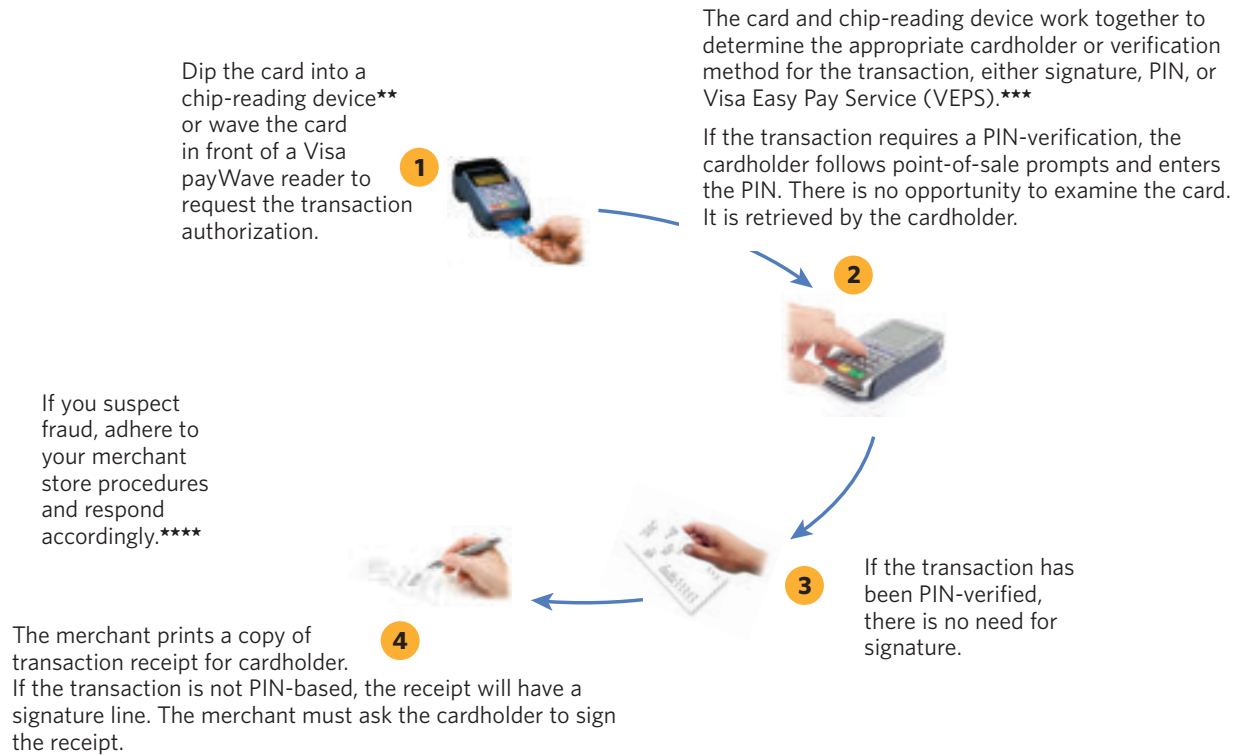 Dip the card into a
chip-reading device★★
or wave the card
in front of a Visa
payWave reader to
request the transaction
authorization.
1
The card and chip-reading device work together to
determine the appropriate cardholder or verification
method for the transaction, either signature, PIN, or
Visa Easy Pay Service (VEPS).★★★
If the transaction requires a PIN-verification, the
cardholder follows point-of-sale prompts and enters
the PIN. There is no opportunity to examine the card.
It is retrieved by the cardholder.
2
3
If the transaction has
been PIN-verified,
there is no need for
signature.
4
The merchant prints a copy of
transaction receipt for cardholder.
If the transaction is not PIN-based, the receipt will have a
signature line. The merchant must ask the cardholder to sign
the receipt.
If you suspect
fraud, adhere to
your merchant
store procedures
and respond
accordingly.★★★★